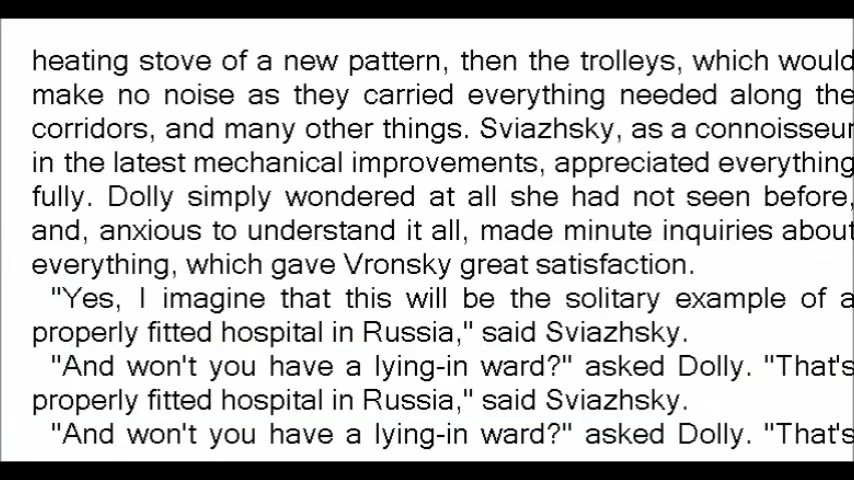 heating stove of a new pattern, then the trolleys, which would
make no noise as they carried everything needed along the
corridors, and many other things. Sviazhsky, as a connoisseur
in the latest mechanical improvements, appreciated everything
fully. Dolly simply wondered at all she had not seen before,
and, anxious to understand it all, made minute inquiries about
everything, which gave Vronsky great satisfaction.
"Yes, I imagine that this will be the solitary example of a
properly fitted hospital in Russia," said Sviazhsky.
"And won't you have a lying-in ward?" asked Dolly. "That's
properly fitted hospital in Russia," said Sviazhsky.
"And won't you have a lying-in ward?" asked Dolly. "That's